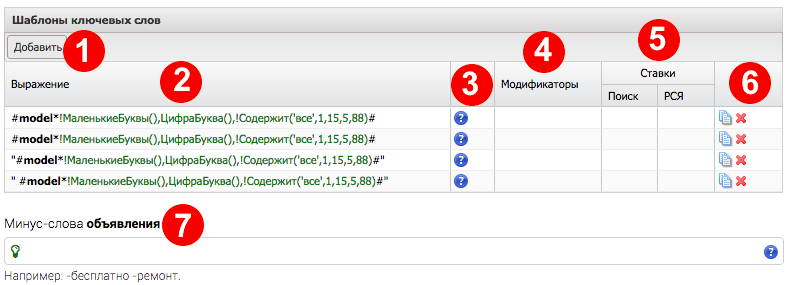 Шаблоны ключевых слов
Добавить 1
Выражение 2 3 Модификаторы 4 Ставки 5 6
Поиск РСЯ
#model*!МаленькиеБуквы(),ЦифраБуква(),!Содержит('все',1,15,5,88)# ?
#model*!МаленькиеБуквы(),ЦифраБуква(),!Содержит('все',1,15,5,88)# ?
"#model*!МаленькиеБуквы(),ЦифраБуква(),!Содержит('все',1,15,5,88)#" ?
" #model*!МаленькиеБуквы(),ЦифраБуква(),!Содержит('все',1,15,5,88)#" ?
Минус-слова объявления 7
?
Например: -бесплатно -ремонт.